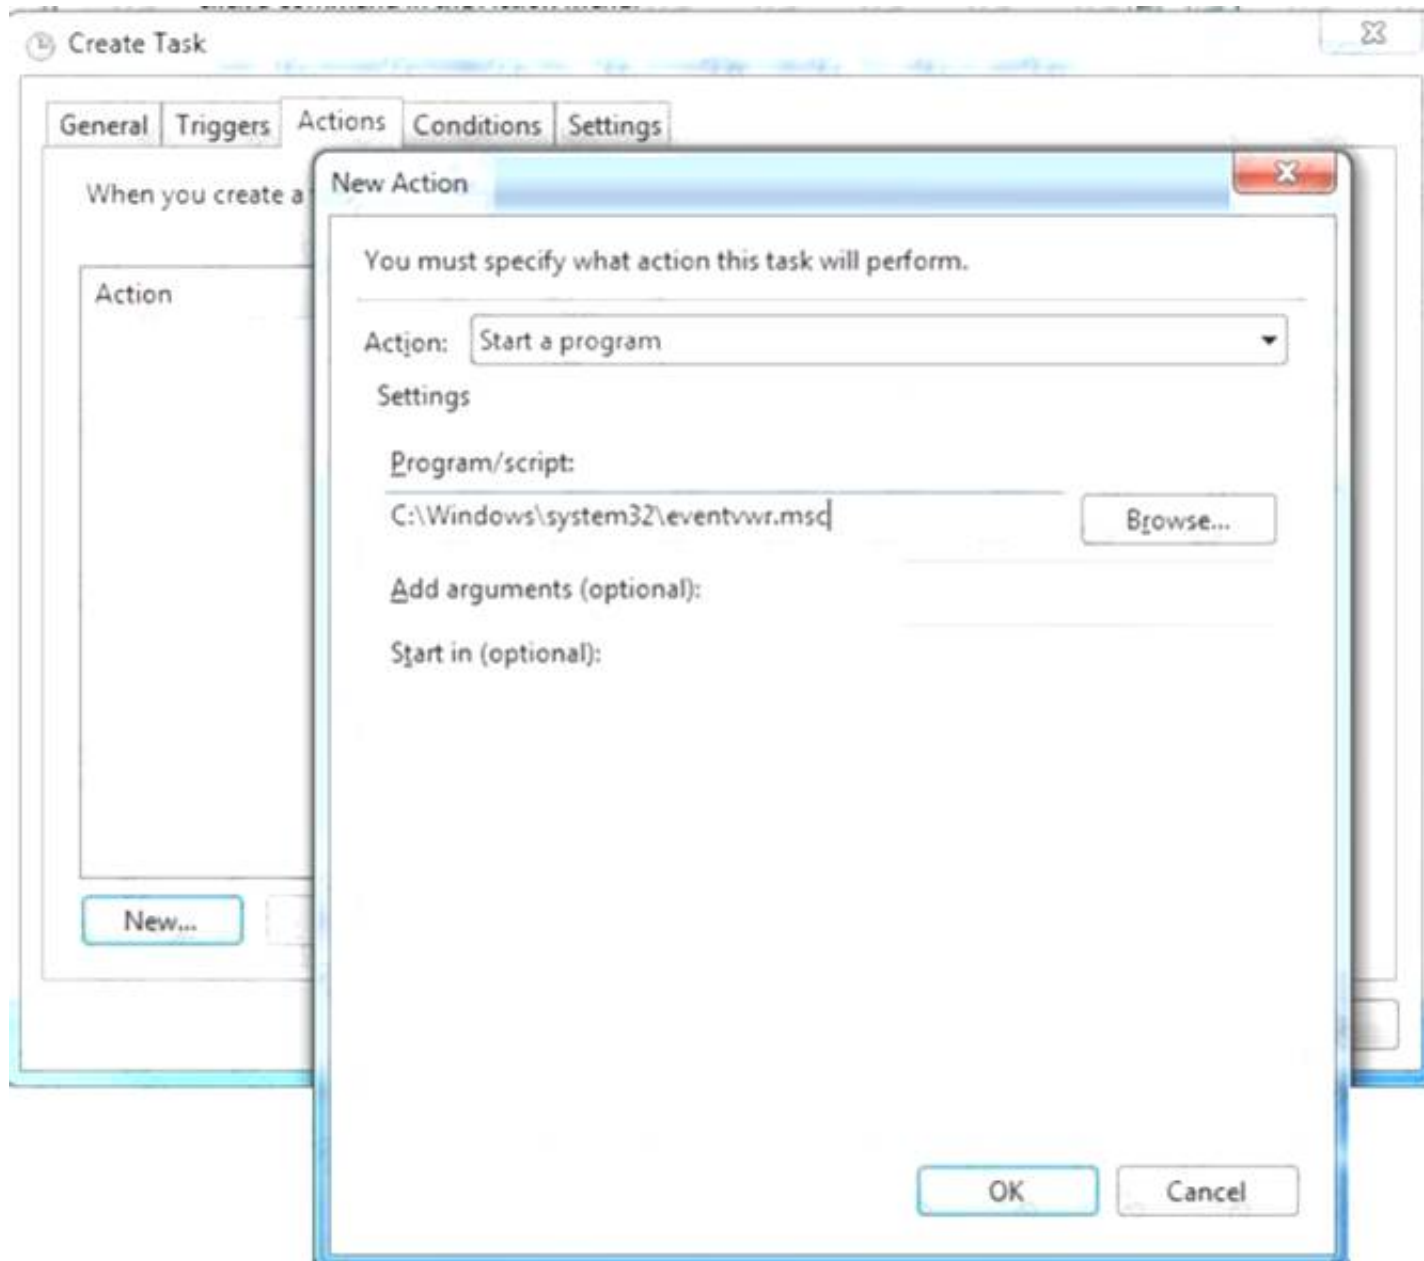 Create Task
General Triggers Actions Conditions Settings
When you create a
Action
New...
New Action
You must specify what action this task will perform.
Action: Start a program
Settings
Program/script:
C:\Windows\system32\eventvwr.msc
Browse...
Add arguments (optional):
Start in (optional):
OK Cancel